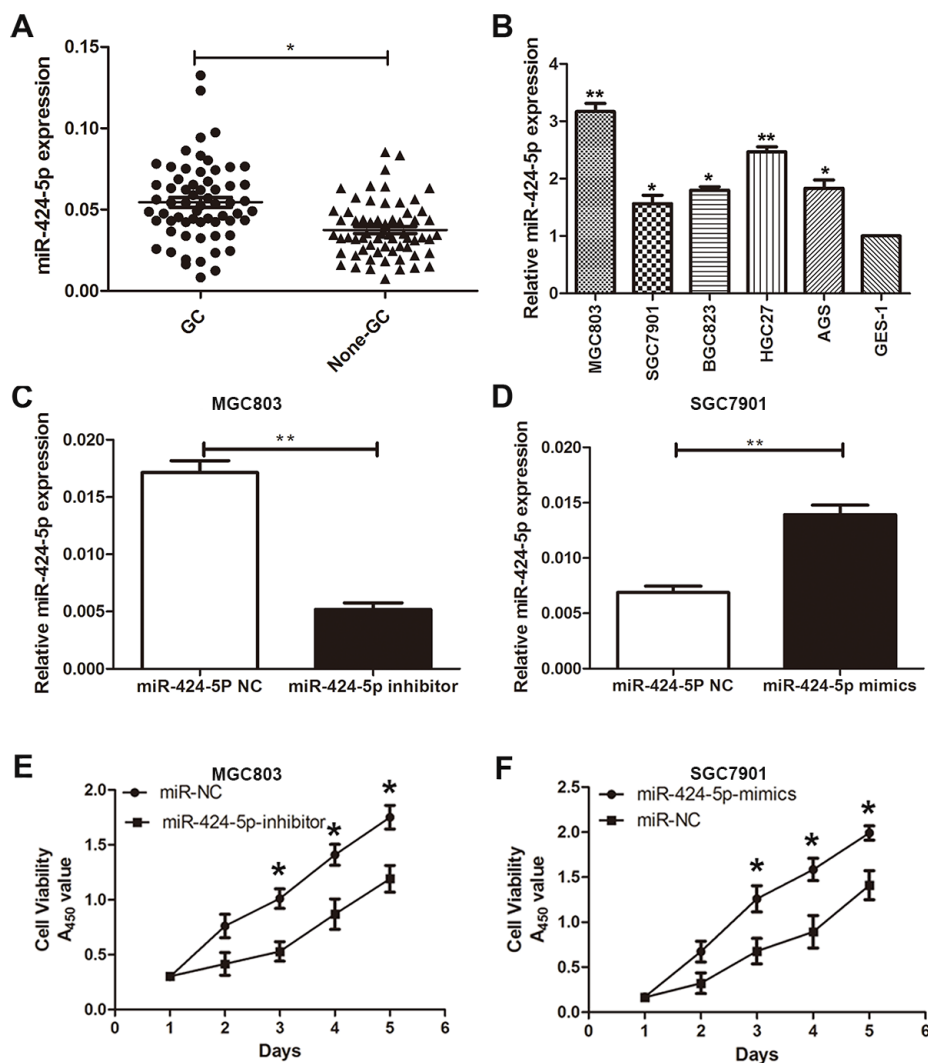 A
miR-424-5p expression
0.15
0.10
0.05
0.00
*
GC
None-GC
B
Relative miR-424-5p expression
4
3
2
1
0
**
*
*
**
*
MGC803
SGC7901
BGC823
HGC27
AGS
GES-1
C
MGC803
Relative miR-424-5p expression
0.020
0.015
0.010
0.005
0.000
**
miR-424-5P NC
miR-424-5p inhibitor
D
SGC7901
Relative miR-424-5p expression
0.020
0.015
0.010
0.005
0.000
**
miR-424-5P NC
miR-424-5p mimics
E
MGC803
miR-NC
miR-424-5p-inhibitor
Cell Viability
A450 value
2.0
1.5
1.0
0.5
0.0
*
*
*
0
1
2
3
4
5
6
Days
F
SGC7901
miR-424-5p-mimics
miR-NC
Cell Viability
A450 value
2.5
2.0
1.5
1.0
0.5
0.0
*
*
*
0
1
2
3
4
5
6
Days